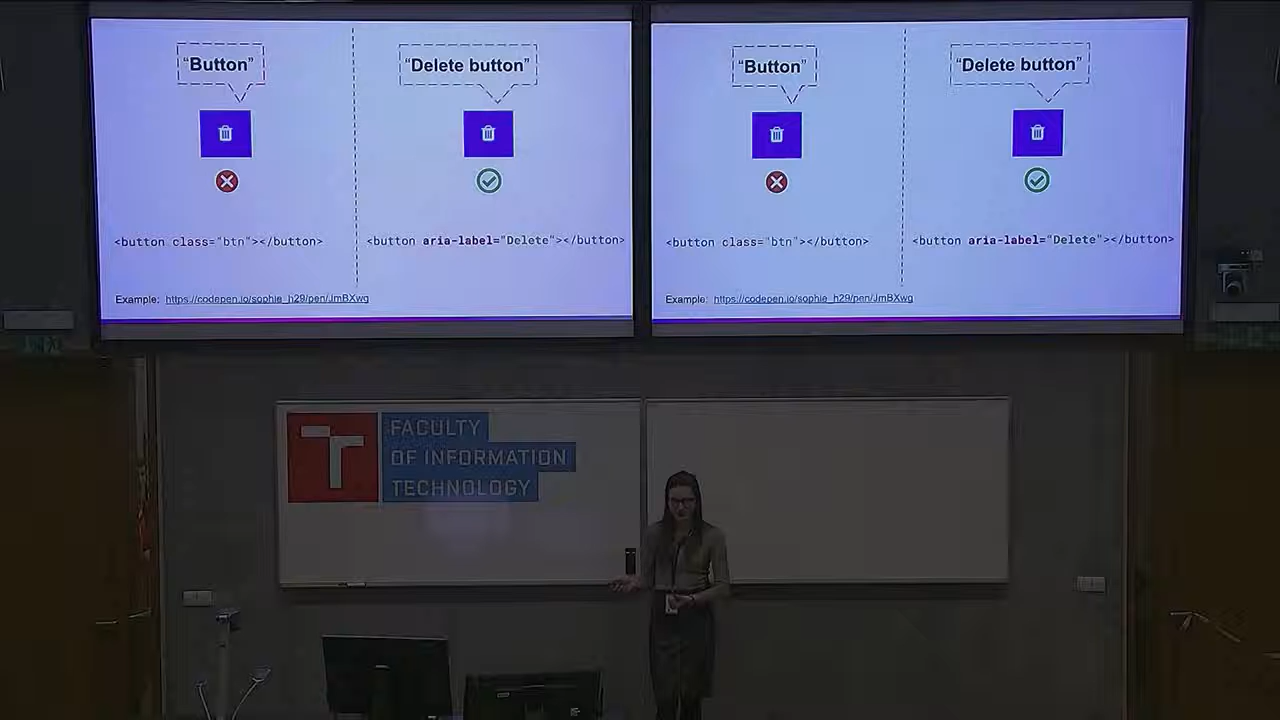 “Button”
“Delete button”
<button class="btn"></button>
<button aria-label="Delete"></button>
Example: https://codepen.io/sophie_h29/pen/JmBXwg
“Button”
“Delete button”
<button class="btn"></button>
<button aria-label="Delete"></button>
Example: https://codepen.io/sophie_h29/pen/JmBXwg
FACULTY
OF INFORMATION
TECHNOLOGY